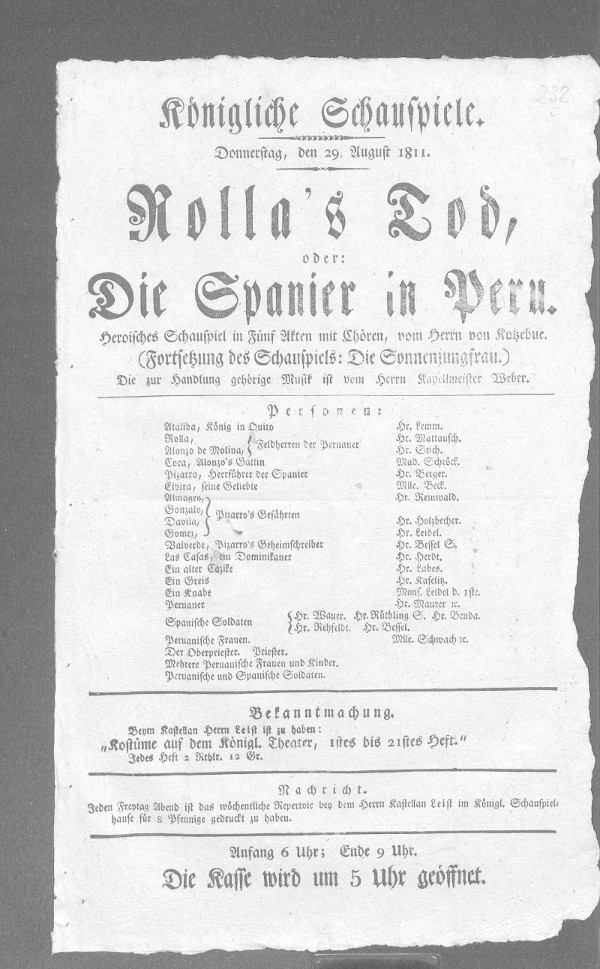 232
Königliche Schauspiele.
Donnerstag, den 29. August 1811.
Rolla's Tod,
oder:
Die Spanier in Peru.
Heroisches Schauspiel in Fünf Akten mit Chören, vom Herrn von Kotzebue.
(Fortsetzung des Schauspiels: Die Sonnenjungfrau.)
Die zur Handlung gehörige Musik ist vom Herrn Kapellmeister Weber.
Personen:
Ataliba, König in Quito Hr. Lemm.
Rolla, Hr. Mattausch.
Feldherren der Peruaner
Alonzo de Molina, Hr. Stich.
Cora, Alonzo's Gattin Mad. Schröck.
Pizarro, Heerführer der Spanier Hr. Berger.
Elvira, seine Geliebte Mlle. Beck.
Almagro, Hr. Reinwald.
Gonzalo,
Pizarro's Gefährten
Davila, Hr. Holzbecher.
Gomez, Hr. Leidel.
Valverde, Pizarro's Geheimschreiber Hr. Bessel S.
Las Casas, ein Dominikaner Hr. Herdt.
Ein alter Cazike Hr. Labes.
Ein Greis Hr. Kaselitz.
Ein Knabe Mons. Leidel d. 1ste.
Peruaner Hr. Maurer ꝛc.
Spanische Soldaten Hr. Wauer. Hr. Rüthling S. Hr. Benda.
Hr. Rehfeldt. Hr. Bessel.
Peruanische Frauen. Mlle. Schwach ꝛc.
Der Oberpriester. Priester.
Mehrere Peruanische Frauen und Kinder.
Peruanische und Spanische Soldaten.
Bekanntmachung.
Beym Kastellan Herrn Leist ist zu haben:
„Kostüme auf dem Königl. Theater, 1stes bis 21stes Heft."
Jedes Heft 2 Rthlr. 12 Gr.
Nachricht.
Jeden Freytag Abend ist das wöchentliche Repertoir bey dem Herrn Kastellan Leist im Königl. Schauspiel-
hause für 8 Pfennige gedruckt zu haben.
Anfang 6 Uhr; Ende 9 Uhr.
Die Kasse wird um 5 Uhr geöffnet.